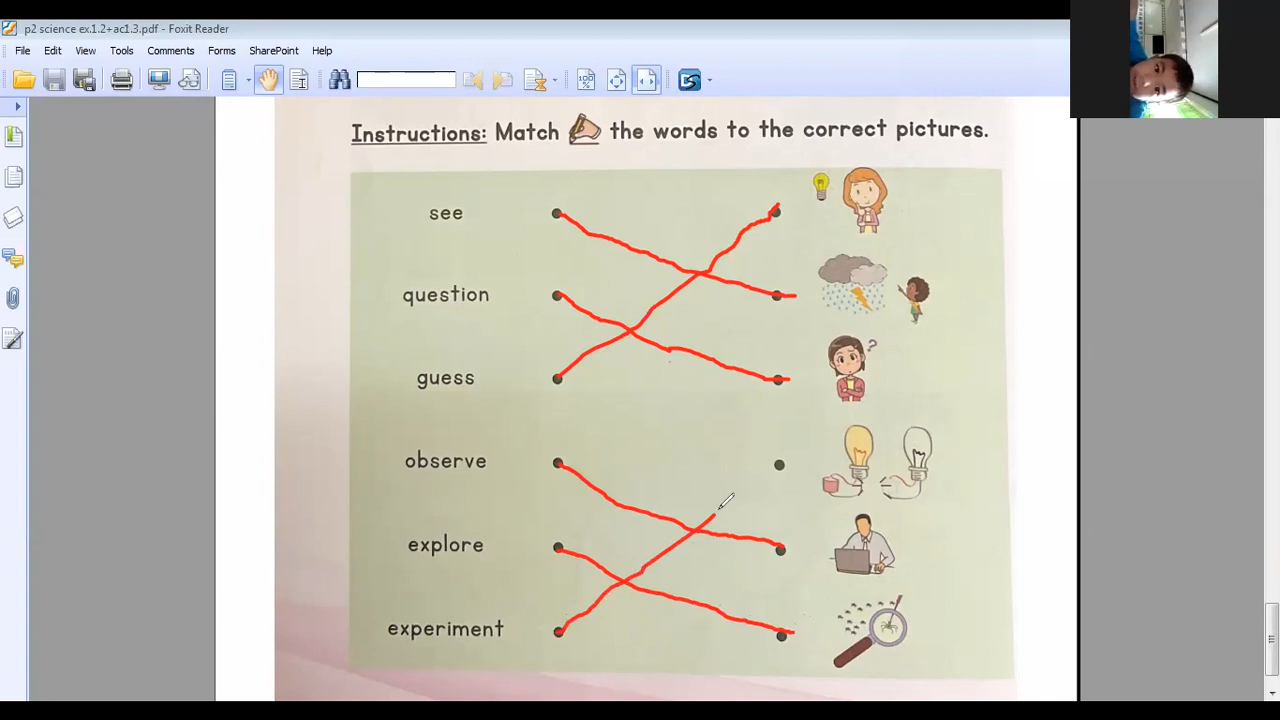 p2 science ex.1.2+ac1.3.pdf - Foxit Reader
File Edit View Tools Comments Forms SharePoint Help
Instructions: Match the words to the correct pictures.
see
question
?
guess
observe
explore
experiment